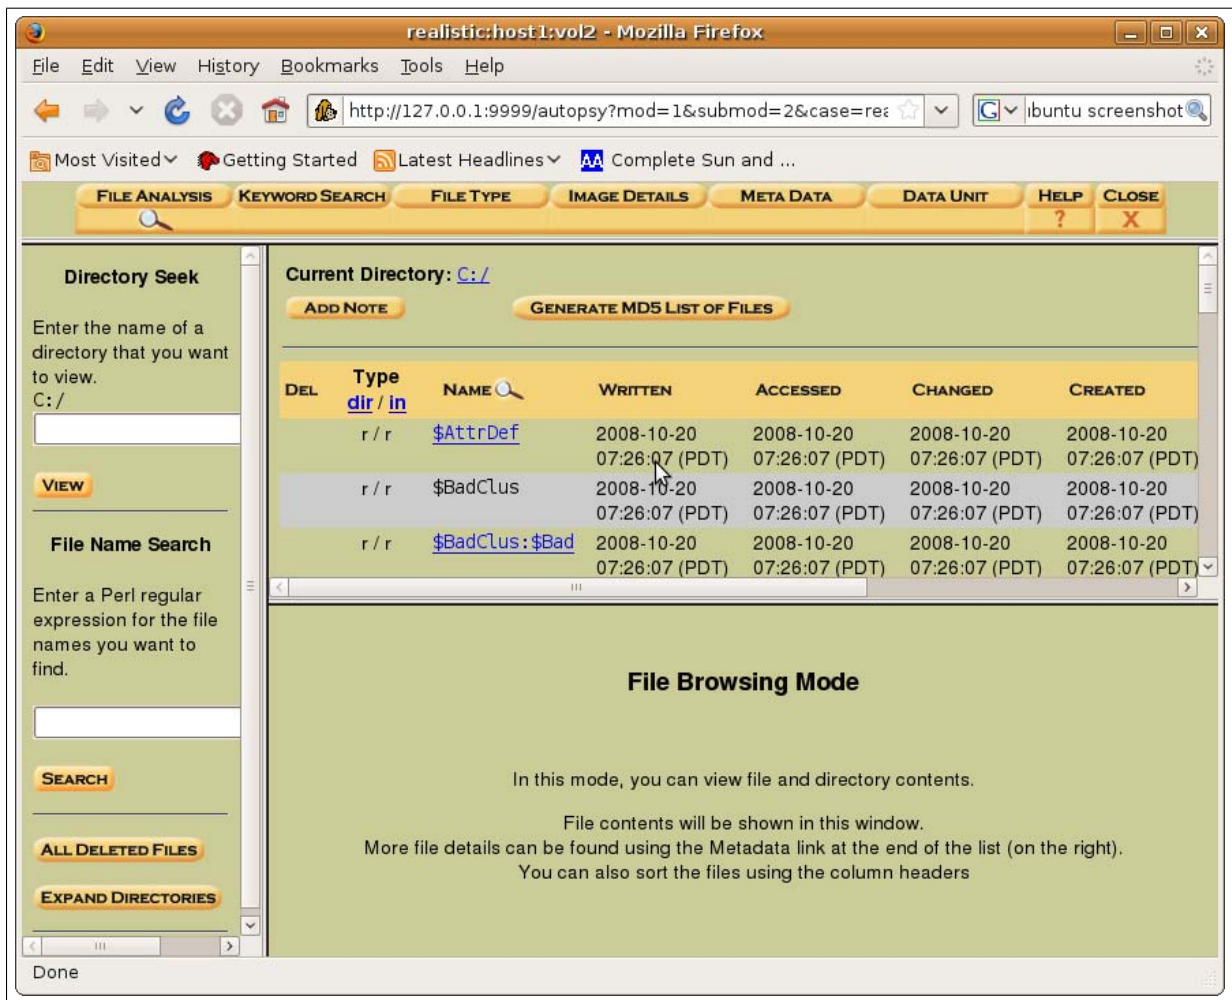 realistic:host1:vol2 - Mozilla Firefox
File Edit View History Bookmarks Tools Help
http://127.0.0.1:9999/autopsy?mod=1&submod=2&case=rea
G
ubuntu screenshot
Most Visited Getting Started Latest Headlines AA Complete Sun and ...
FILE ANALYSIS KEYWORD SEARCH FILE TYPE IMAGE DETAILS META DATA DATA UNIT HELP CLOSE
? X
Directory Seek
Enter the name of a
directory that you want
to view.
C:/
VIEW
File Name Search
Enter a Perl regular
expression for the file
names you want to
find.
SEARCH
ALL DELETED FILES
EXPAND DIRECTORIES
Current Directory: C:/
ADD NOTE GENERATE MD5 LIST OF FILES
DEL Type NAME WRITTEN ACCESSED CHANGED CREATED
dir / in
r / r $AttrDef 2008-10-20 2008-10-20 2008-10-20 2008-10-20
07:26:07 (PDT) 07:26:07 (PDT) 07:26:07 (PDT) 07:26:07 (PDT)
r / r $BadClus 2008-10-20 2008-10-20 2008-10-20 2008-10-20
07:26:07 (PDT) 07:26:07 (PDT) 07:26:07 (PDT) 07:26:07 (PDT)
r / r $BadClus:$Bad 2008-10-20 2008-10-20 2008-10-20 2008-10-20
07:26:07 (PDT) 07:26:07 (PDT) 07:26:07 (PDT) 07:26:07 (PDT)
File Browsing Mode
In this mode, you can view file and directory contents.
File contents will be shown in this window.
More file details can be found using the Metadata link at the end of the list (on the right).
You can also sort the files using the column headers
Done